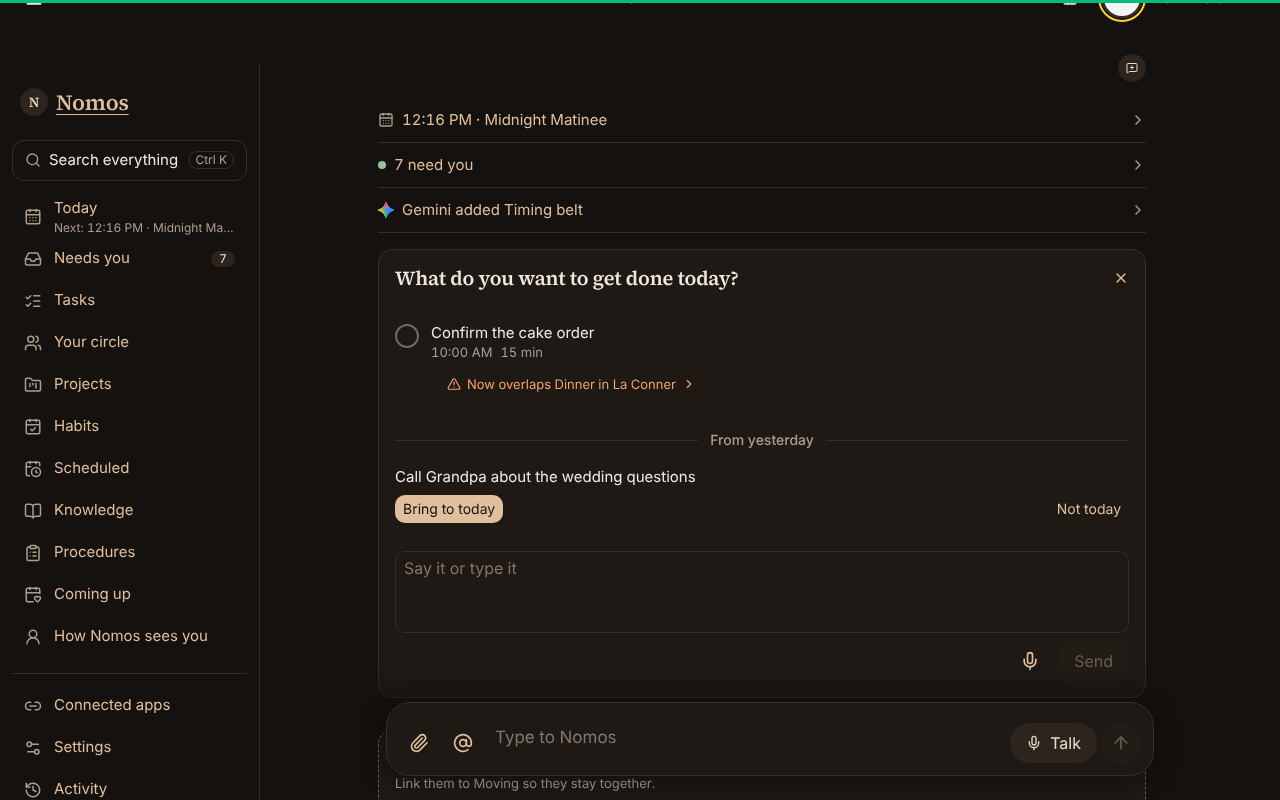 N Nomos
Search everything Ctrl K
Today
Next: 12:16 PM · Midnight Ma...
Needs you 7
Tasks
Your circle
Projects
Habits
Scheduled
Knowledge
Procedures
Coming up
How Nomos sees you
Connected apps
Settings
Activity
12:16 PM · Midnight Matinee
7 need you
Gemini added Timing belt
What do you want to get done today?
Confirm the cake order
10:00 AM 15 min
Now overlaps Dinner in La Conner
From yesterday
Call Grandpa about the wedding questions
Bring to today Not today
Say it or type it
Send
Type to Nomos Talk
Link them to Moving so they stay together.